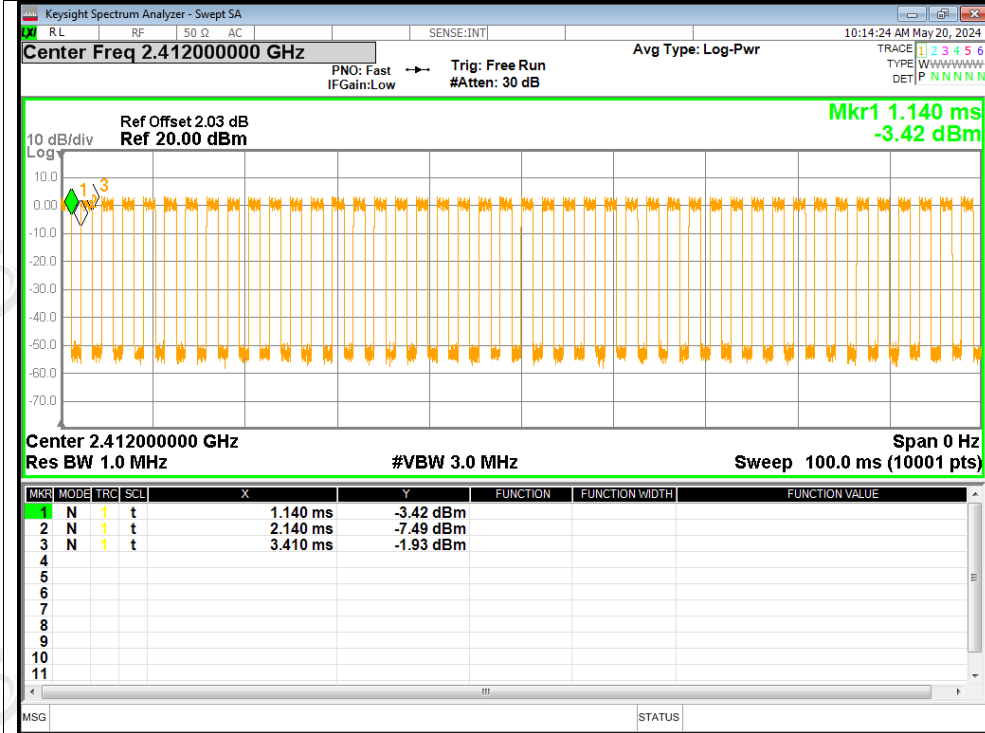 Keysight Spectrum Analyzer - Swept SA
LXI RL RF 50 Ω AC SENSE:INT 10:14:24 AM May 20, 2024
Center Freq 2.412000000 GHz Avg Type: Log-Pwr TRACE 1 2 3 4 5 6
PNO: Fast Trig: Free Run TYPE WWWWWWW
IFGain:Low #Atten: 30 dB DET P N N N N N
Mkr1 1.140 ms
Ref Offset 2.03 dB
10 dB/div Ref 20.00 dBm -3.42 dBm
Log
10.0
0.00
-10.0
-20.0
-30.0
-40.0
-50.0
-60.0
-70.0
1 2 3
Center 2.412000000 GHz Span 0 Hz
Res BW 1.0 MHz #VBW 3.0 MHz Sweep 100.0 ms (10001 pts)
MKR MODE TRC SCL X Y FUNCTION FUNCTION WIDTH FUNCTION VALUE
1 N 1 t 1.140 ms -3.42 dBm
2 N 1 t 2.140 ms -7.49 dBm
3 N 1 t 3.410 ms -1.93 dBm
4
5
6
7
8
9
10
11
MSG STATUS